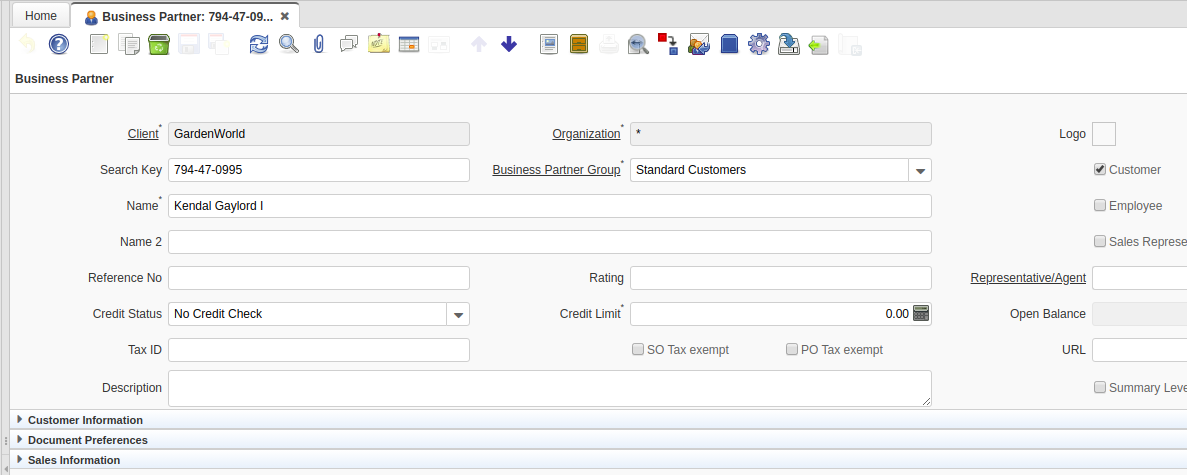 Home
Business Partner: 794-47-09...
Business Partner
Client* GardenWorld Organization* * Logo
Search Key 794-47-0995 Business Partner Group* Standard Customers Customer
Name* Kendal Gaylord I Employee
Name 2 Sales Represe
Reference No Rating Representative/Agent
Credit Status No Credit Check Credit Limit* 0.00 Open Balance
Tax ID SO Tax exempt PO Tax exempt URL
Description Summary Leve
Customer Information
Document Preferences
Sales Information